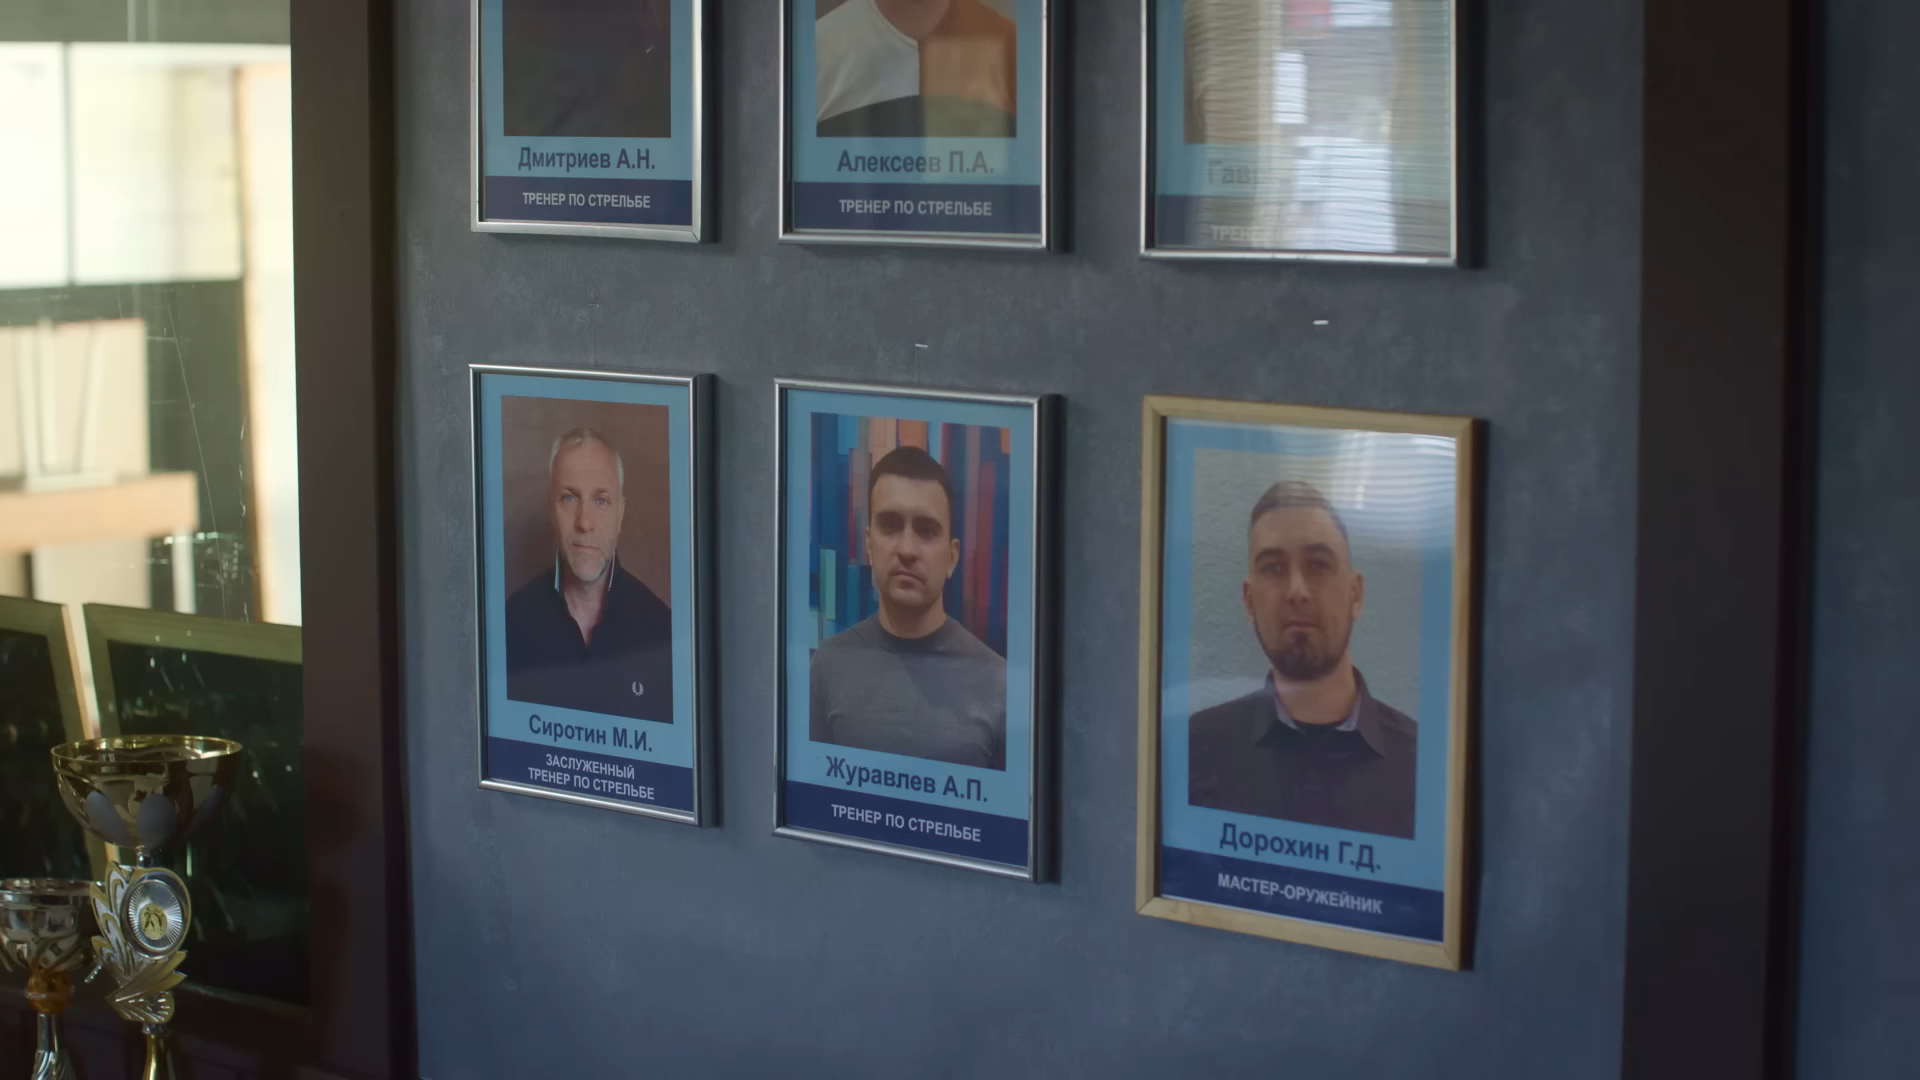 Дмитриев А.Н.
ТРЕНЕР ПО СТРЕЛЬБЕ
Алексеев П.А.
ТРЕНЕР ПО СТРЕЛЬБЕ
Сиротин М.И.
ЗАСЛУЖЕННЫЙ
ТРЕНЕР ПО СТРЕЛЬБЕ
Журавлев А.П.
ТРЕНЕР ПО СТРЕЛЬБЕ
Дорохин Г.Д.
МАСТЕР-ОРУЖЕЙНИК